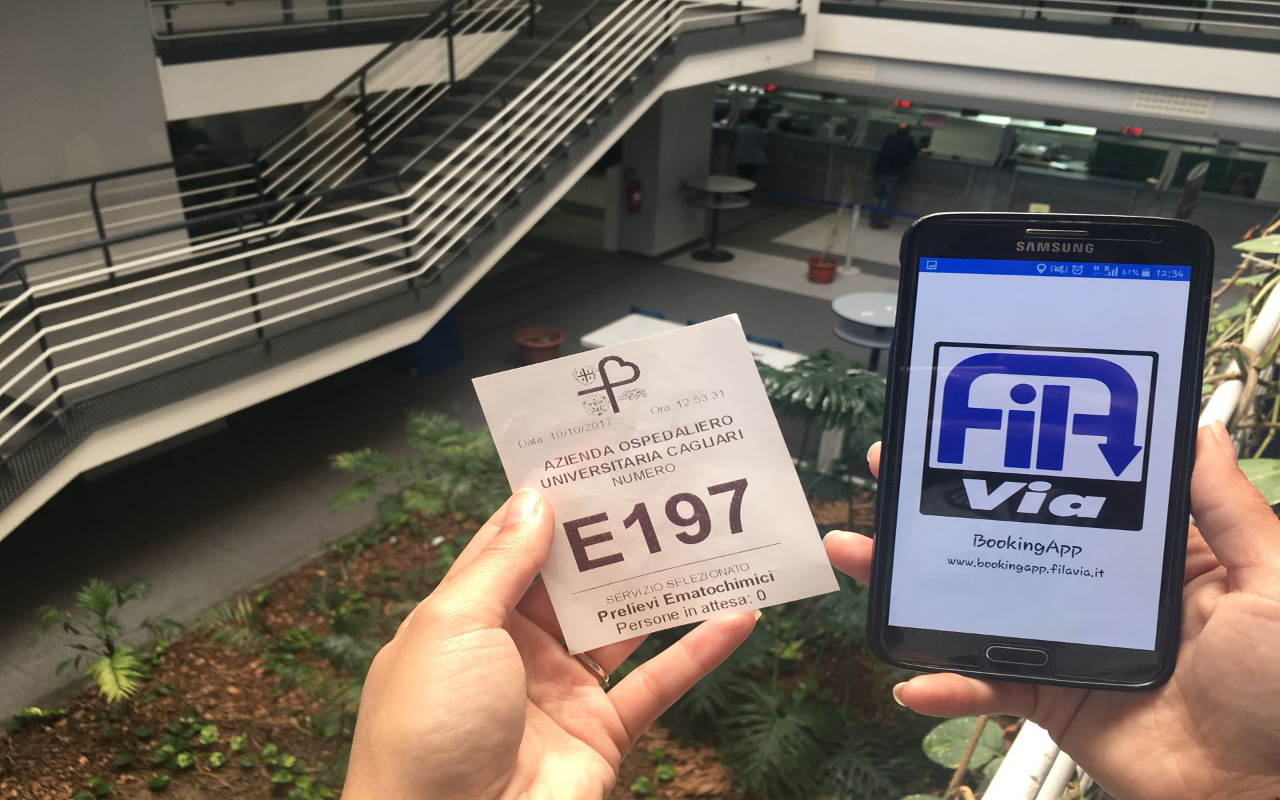 Data 10/10/2017 Ora 12.53.31
AZIENDA OSPEDALIERO
UNIVERSITARIA CAGLIARI
NUMERO
E197
SERVIZIO SELEZIONATO
Prelievi Ematochimici
Persone in attesa: 0
SAMSUNG
61% 12:34
FilA
Via
BookingApp
www.bookingapp.filavia.it